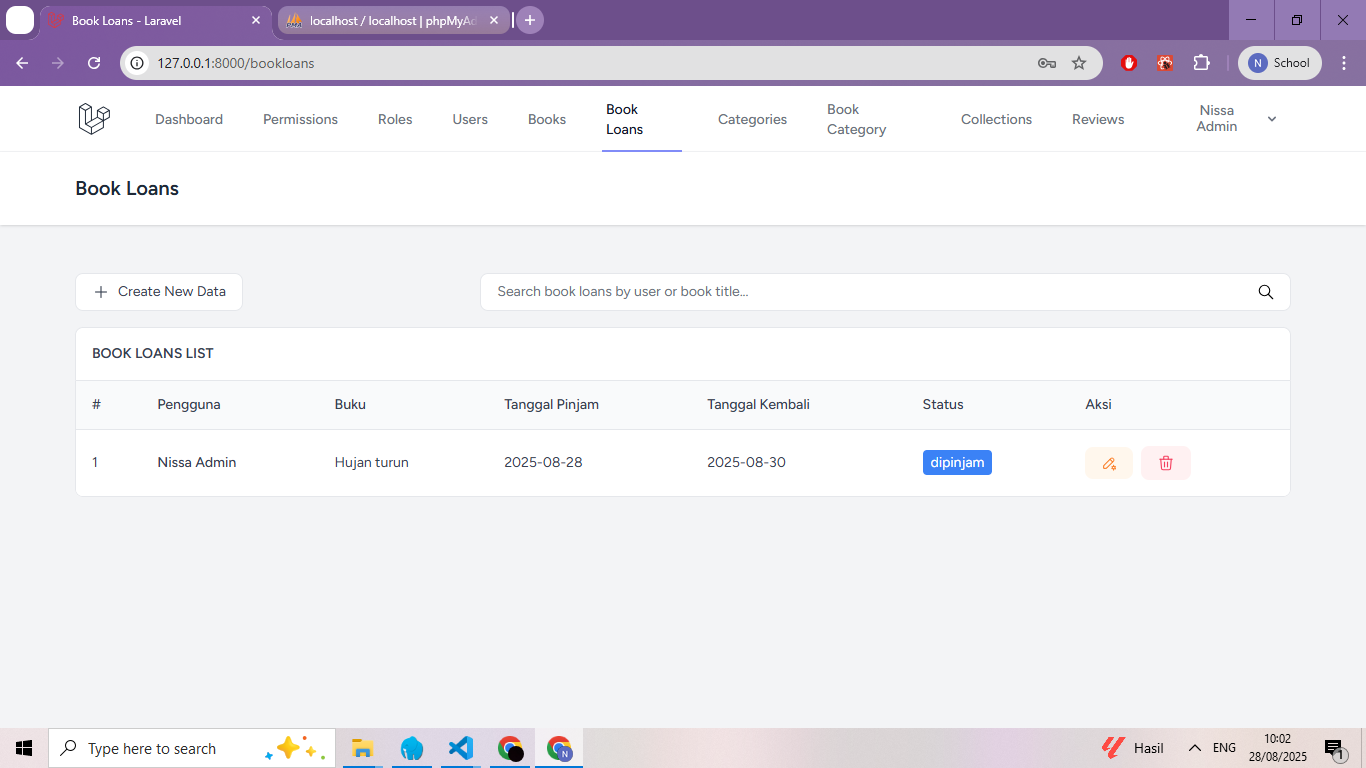 Book Loans - Laravel
localhost / localhost | phpMyAd
127.0.0.1:8000/bookloans
N
School
Dashboard
Permissions
Roles
Users
Books
Book
Loans
Categories
Book
Category
Collections
Reviews
Nissa
Admin
Book Loans
Create New Data
Search book loans by user or book title...
BOOK LOANS LIST
# Pengguna Buku Tanggal Pinjam Tanggal Kembali Status Aksi
1 Nissa Admin Hujan turun 2025-08-28 2025-08-30 dipinjam
Type here to search
N
Hasil
ENG
10:02
28/08/2025
1